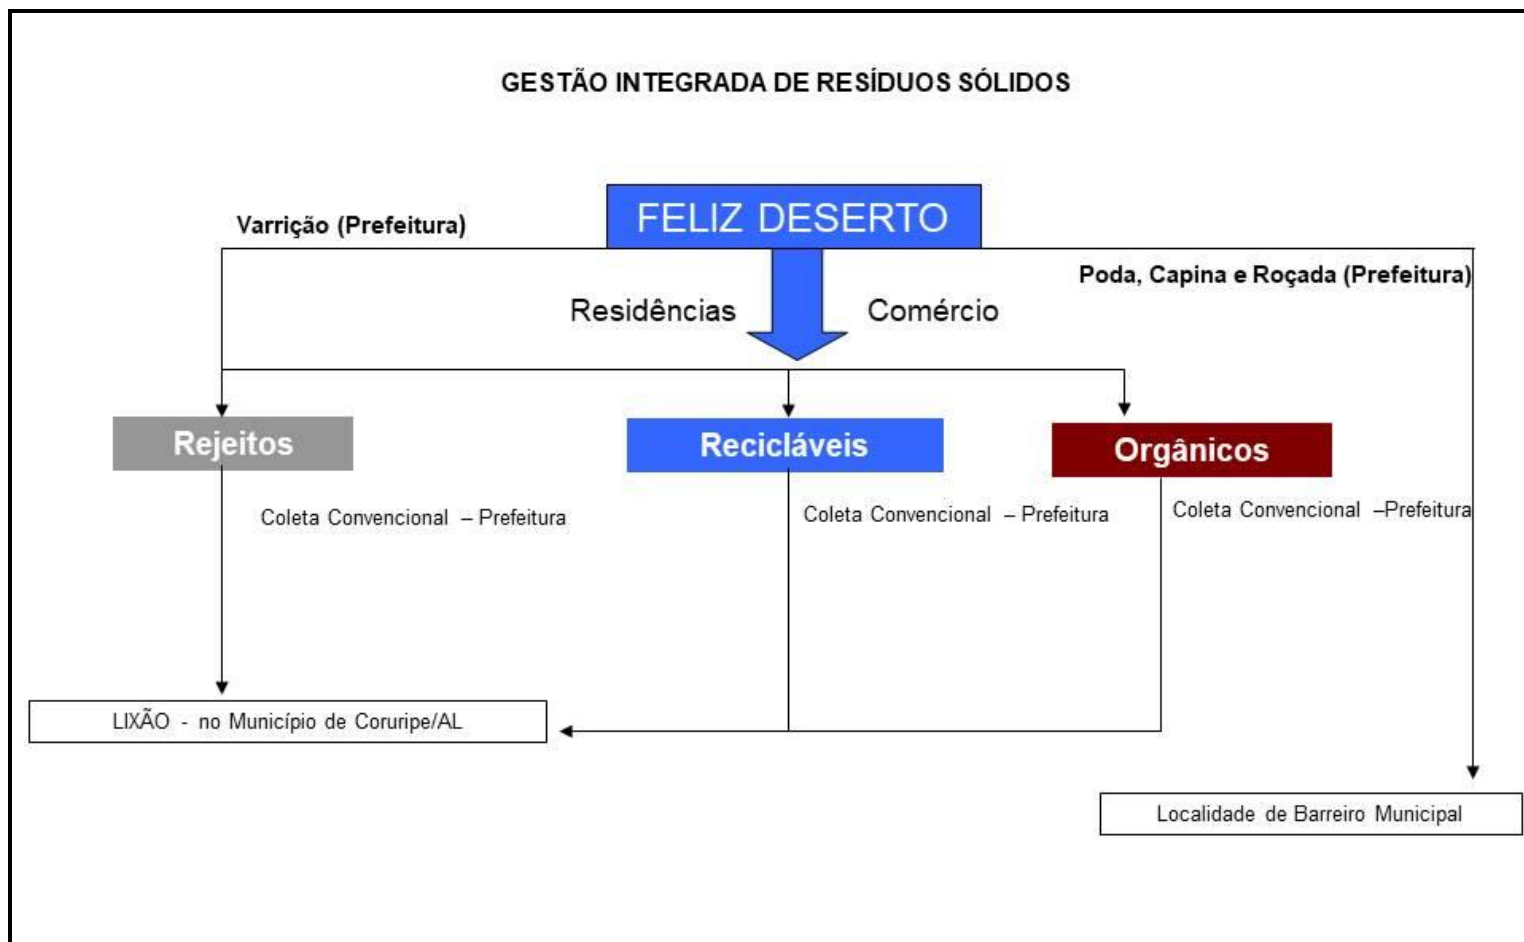 GESTÃO INTEGRADA DE RESÍDUOS SÓLIDOS
FELIZ DESERTO
Varrição (Prefeitura)
Poda, Capina e Roçada (Prefeitura)
Residências
Comércio
Rejeitos
Recicláveis
Orgânicos
Coleta Convencional – Prefeitura
Coleta Convencional – Prefeitura
Coleta Convencional –Prefeitura
LIXÃO - no Município de Coruripe/AL
Localidade de Barreiro Municipal